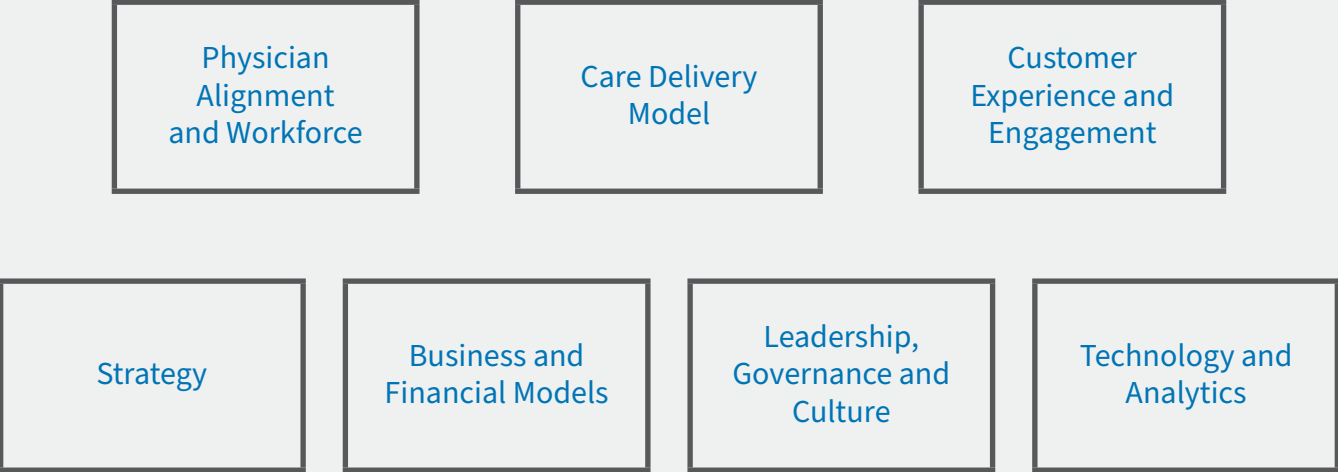 Physician
Alignment
and Workforce
Care Delivery
Model
Customer
Experience and
Engagement
Strategy
Business and
Financial Models
Leadership,
Governance and
Culture
Technology and
Analytics